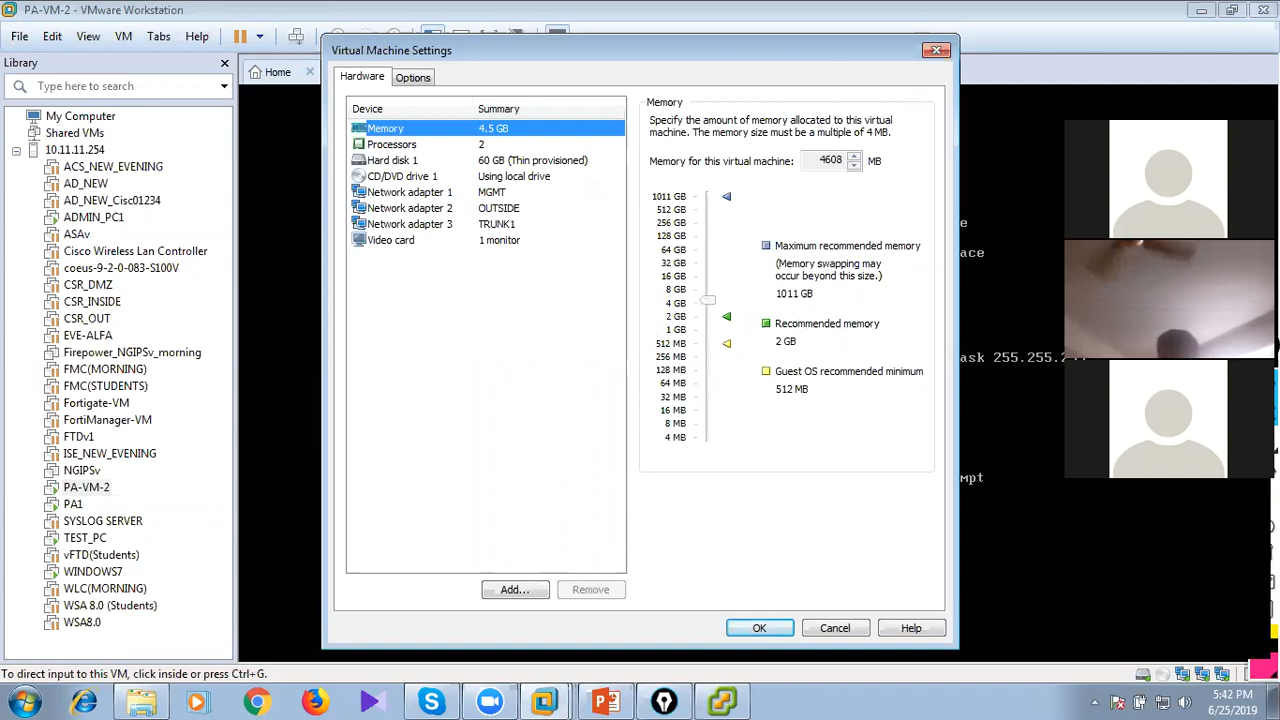 PA-VM-2 - VMware Workstation
File Edit View VM Tabs Help
Library
Type here to search
My Computer
Shared VMs
10.11.11.254
ACS_NEW_EVENING
AD_NEW
AD_NEW_Cisco01234
ADMIN_PC1
ASAv
Cisco Wireless Lan Controller
coeus-9-2-0-083-S100V
CSR_DMZ
CSR_INSIDE
CSR_OUT
EVE-ALFA
Firepower_NGIPSv_morning
FMC(MORNING)
FMC(STUDENTS)
Fortigate-VM
FortiManager-VM
FTDv1
ISE_NEW_EVENING
NGIPSv
PA-VM-2
PA1
SYSLOG SERVER
TEST_PC
vFTD(Students)
WINDOWS7
WLC(MORNING)
WSA 8.0 (Students)
WSA8.0
Home
Virtual Machine Settings
Hardware Options
Device Summary
Memory 4.5 GB
Processors 2
Hard disk 1 60 GB (Thin provisioned)
CD/DVD drive 1 Using local drive
Network adapter 1 MGMT
Network adapter 2 OUTSIDE
Network adapter 3 TRUNK1
Video card 1 monitor
Add... Remove
Memory
Specify the amount of memory allocated to this virtual
machine. The memory size must be a multiple of 4 MB.
Memory for this virtual machine: 4608 MB
1011 GB
512 GB
256 GB
128 GB
64 GB
32 GB
16 GB
8 GB
4 GB
2 GB
1 GB
512 MB
256 MB
128 MB
64 MB
32 MB
16 MB
8 MB
4 MB
Maximum recommended memory
(Memory swapping may
occur beyond this size.)
1011 GB
Recommended memory
2 GB
Guest OS recommended minimum
512 MB
OK Cancel Help
e
ace
ask 255.255.2
mpt
To direct input to this VM, click inside or press Ctrl+G.
5:42 PM
6/25/2019